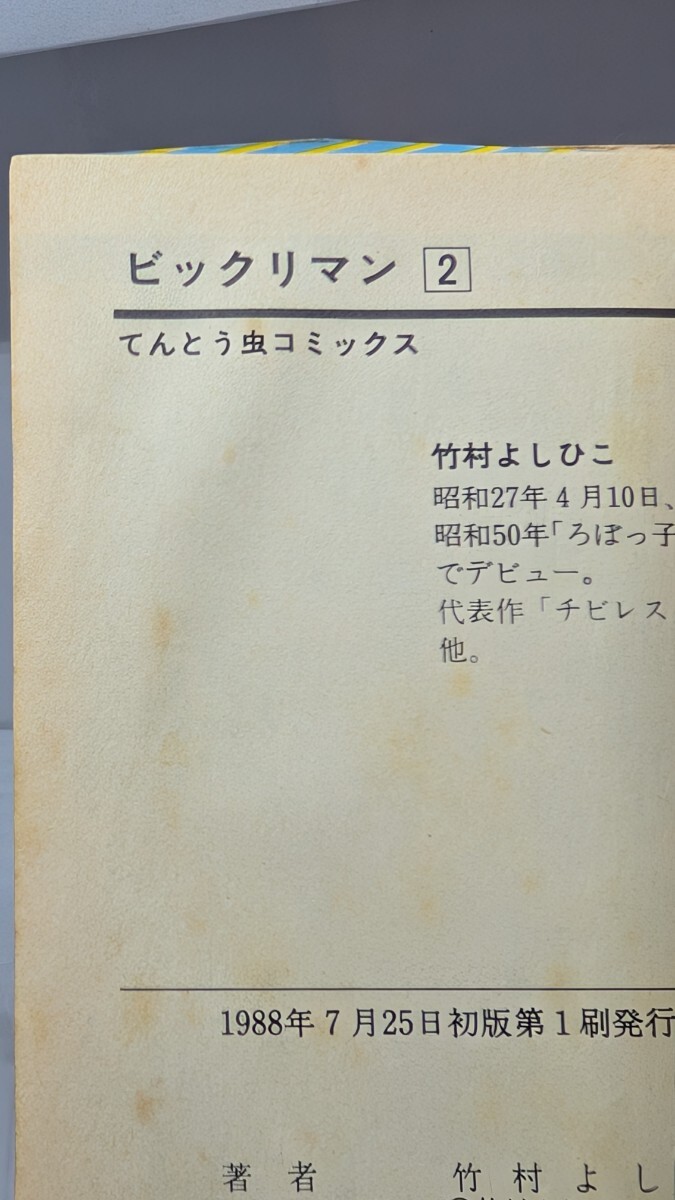 ビックリマン 2
てんとう虫コミックス
竹村よしひこ
昭和27年4月10日、
昭和50年「ろぼっ子
でデビュー。
代表作「チビレス
他。
1988年7月25日初版第1刷発行
著者 竹村よし